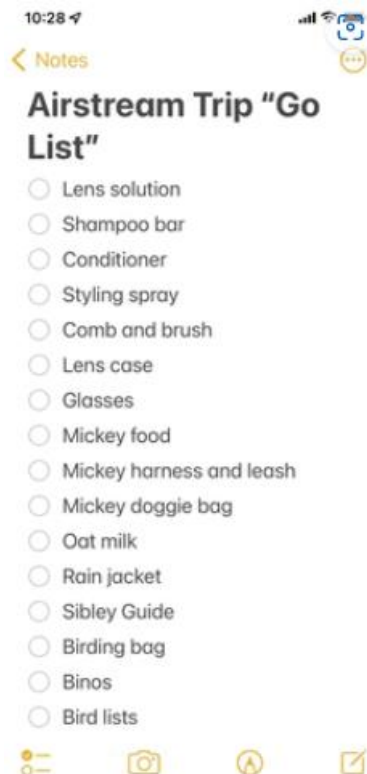 10:28
Notes
Airstream Trip “Go
List”
Lens solution
Shampoo bar
Conditioner
Styling spray
Comb and brush
Lens case
Glasses
Mickey food
Mickey harness and leash
Mickey doggie bag
Oat milk
Rain jacket
Sibley Guide
Birding bag
Binos
Bird lists